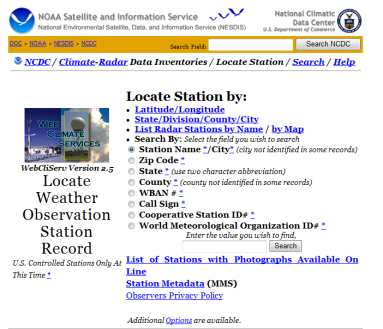 NOAA Satellite and Information Service
National Environmental Satellite, Data, and Information Service (NESDIS)
National Climatic
Data Center
U.S. Department of Commerce
DOC > NOAA > NESDIS > NCDC
Search Field:
Search NCDC
NCDC / Climate-Radar Data Inventories / Locate Station / Search / Help
WEB
CLIMATE
SERVICES
WebCliServ Version 2.5
Locate
Weather
Observation
Station
Record
U.S. Controlled Stations Only At
This Time *
Locate Station by:
Latitude/Longitude
State/Division/County/City
List Radar Stations by Name / by Map
Search By: Select the field you wish to search
Station Name */City* (city not identified in some records)
Zip Code *
State * (use two character abbreviation)
County * (county not identified in some records)
WBAN # *
Call Sign *
Cooperative Station ID# *
World Meteorological Organization ID# *
Enter the value you wish to find,
Search
List of Stations with Photographs Available On
Line
Station Metadata (MMS)
Observers Privacy Policy
Additional Options are available.